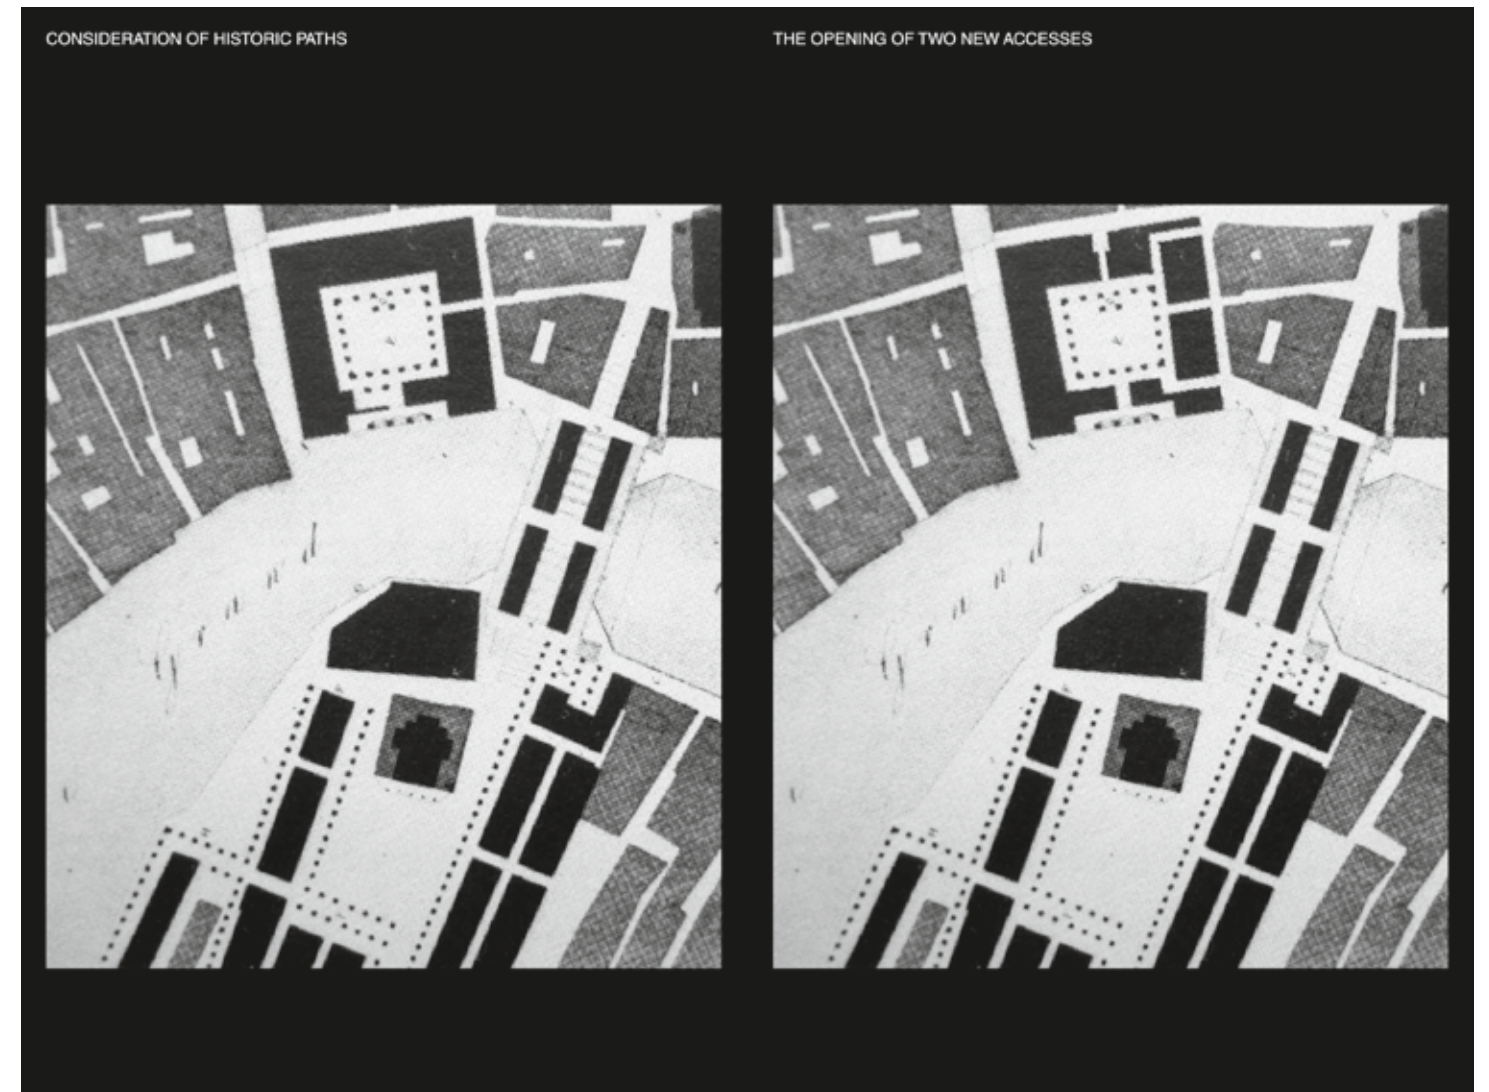 CONSIDERATION OF HISTORIC PATHS
THE OPENING OF TWO NEW ACCESSES